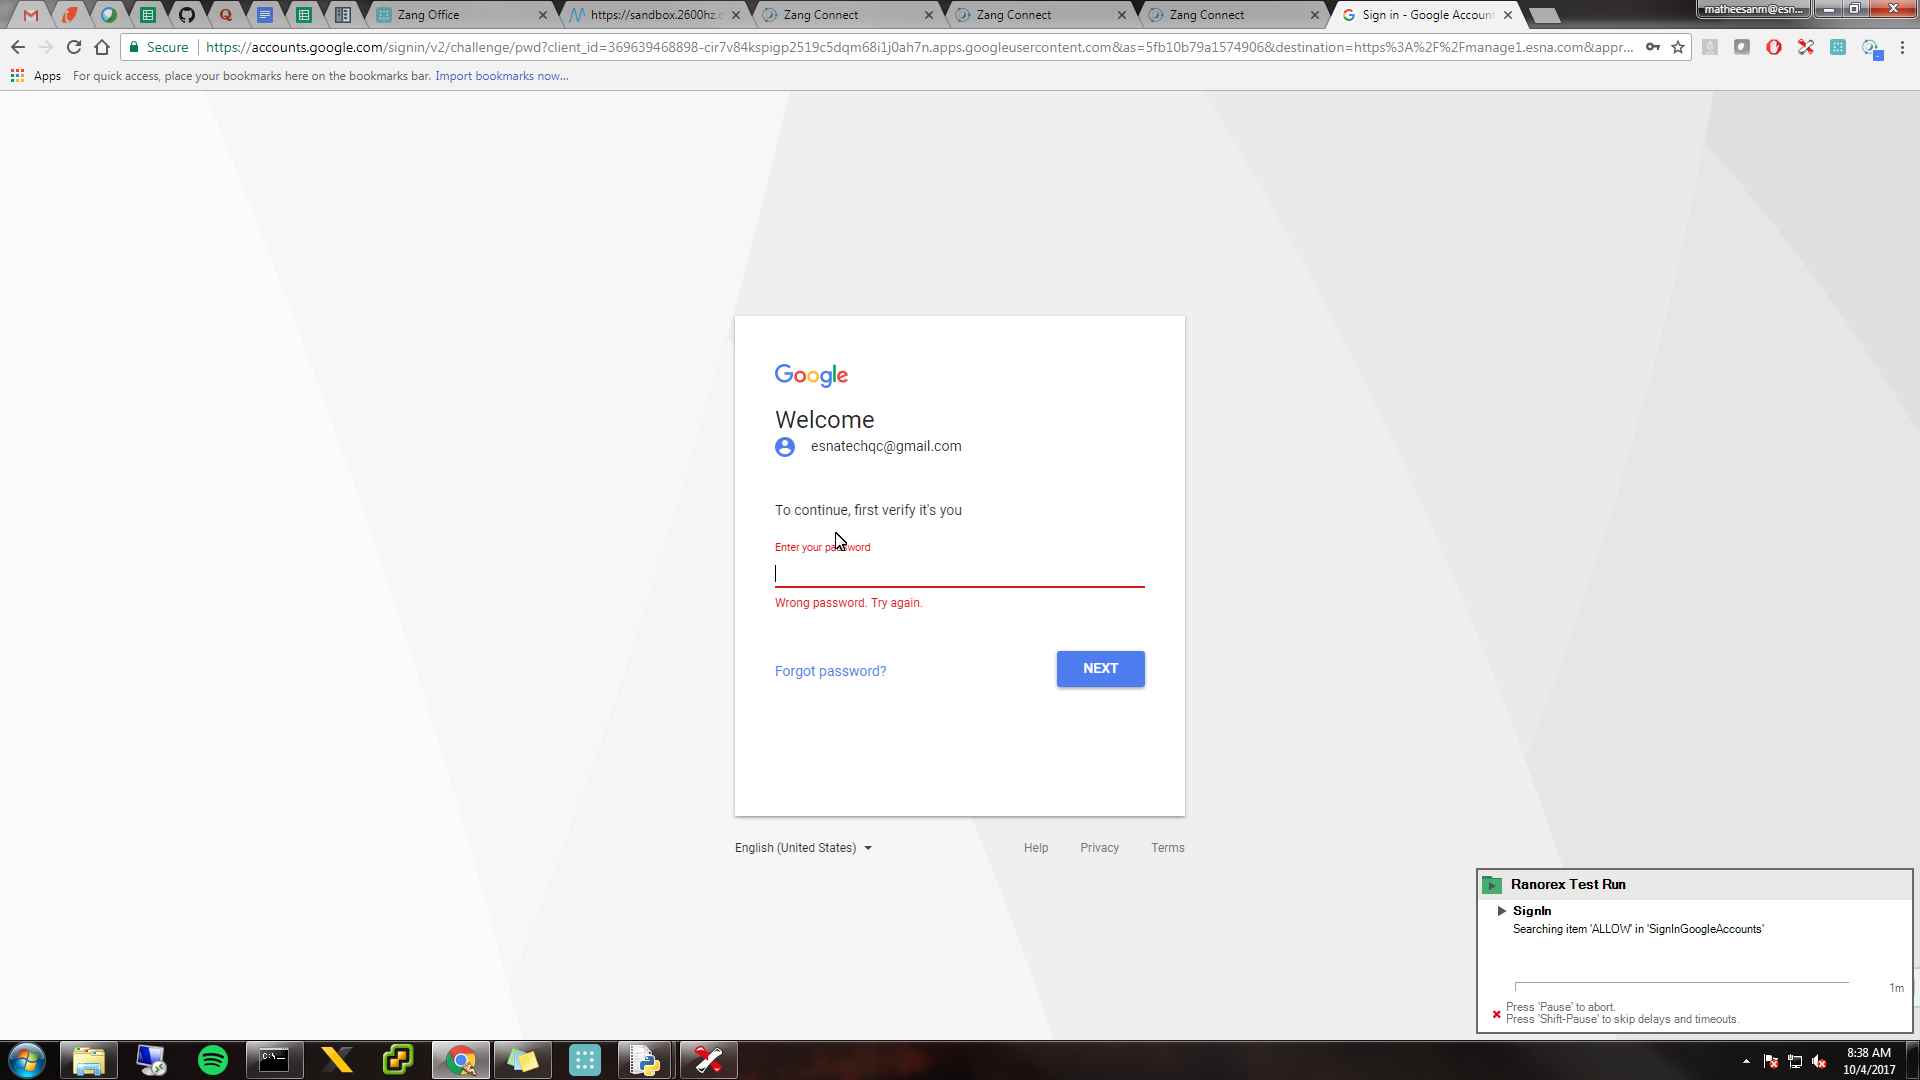 Zang Office
https://sandbox.2600hz.c
Zang Connect
Zang Connect
Zang Connect
Sign in - Google Accoun
matheesanm@esn...
Secure
https://accounts.google.com/signin/v2/challenge/pwd?client_id=369639468898-cir7v84kspigp2519c5dqm68i1j0ah7n.apps.googleusercontent.com&as=5fb10b79a1574906&destination=https%3A%2F%2Fmanage1.esna.com&appr...
Apps
For quick access, place your bookmarks here on the bookmarks bar. Import bookmarks now...
Google
Welcome
esnatechqc@gmail.com
To continue, first verify it's you
Enter your password
Wrong password. Try again.
Forgot password?
NEXT
English (United States)
Help
Privacy
Terms
Ranorex Test Run
SignIn
Searching item 'ALLOW' in 'SignInGoogleAccounts'
1m
Press 'Pause' to abort.
Press 'Shift-Pause' to skip delays and timeouts.
8:38 AM
10/4/2017